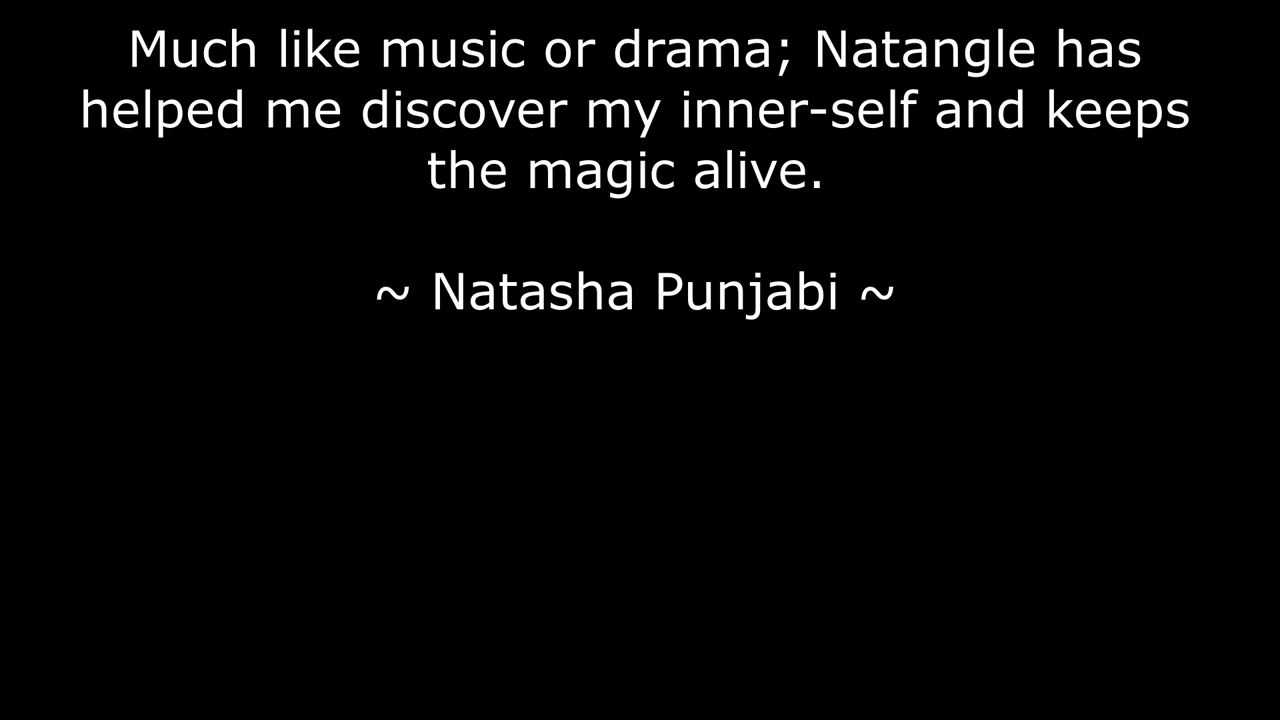 Much like music or drama; Natangle has
helped me discover my inner-self and keeps
the magic alive.
~ Natasha Punjabi ~